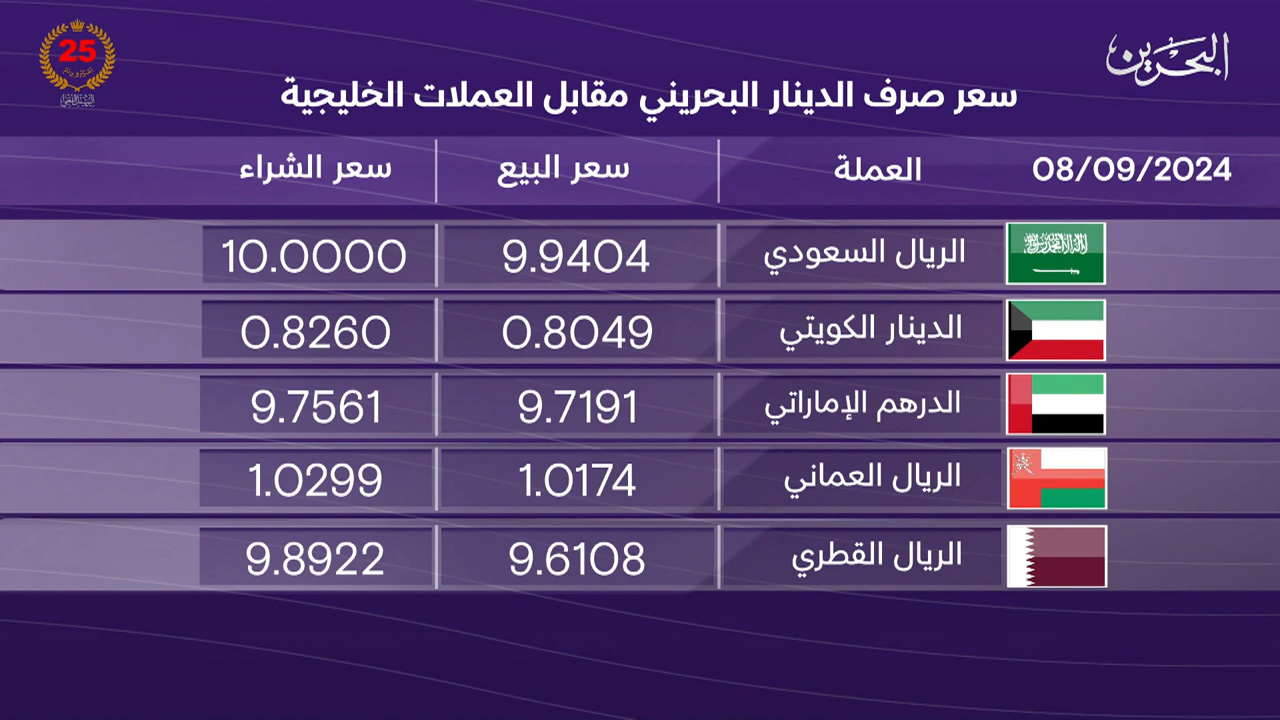 البحرين
25
سعر صرف الدينار البحريني مقابل العملات الخليجية
08/09/2024 العملة سعر البيع سعر الشراء
الريال السعودي 9.9404 10.0000
الدينار الكويتي 0.8049 0.8260
الدرهم الإماراتي 9.7191 9.7561
الريال العماني 1.0174 1.0299
الريال القطري 9.6108 9.8922